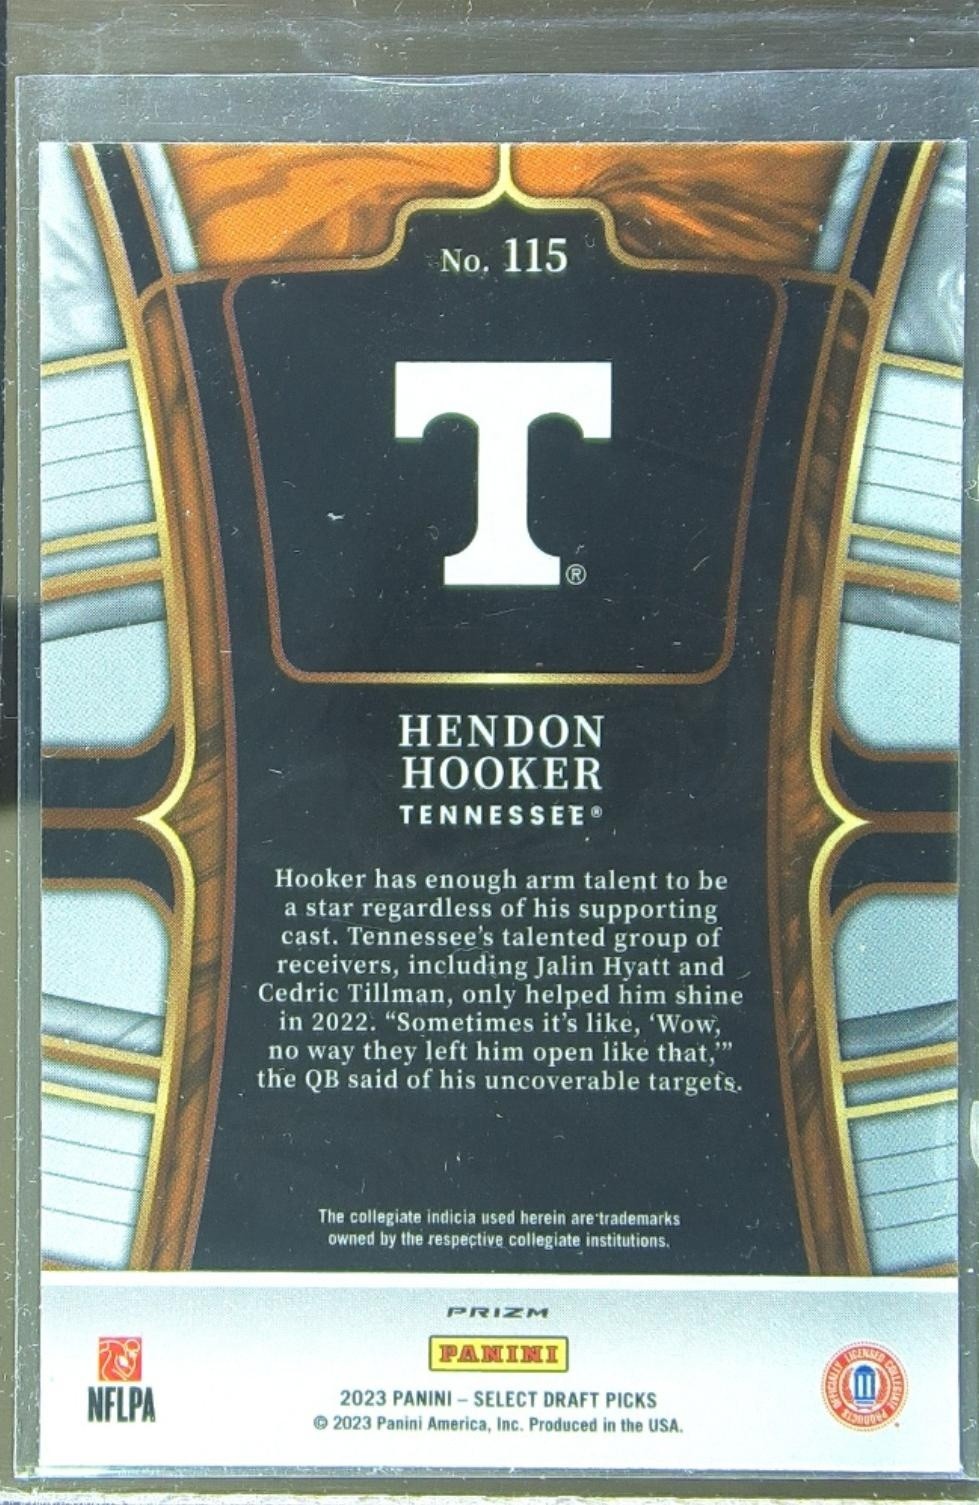 No. 115
T®
HENDON
HOOKER
TENNESSEE®
Hooker has enough arm talent to be
a star regardless of his supporting
cast. Tennessee's talented group of
receivers, including Jalin Hyatt and
Cedric Tillman, only helped him shine
in 2022. “Sometimes it's like, ‘Wow,
no way they left him open like that,’”
the QB said of his uncoverable targets.
The collegiate indicia used herein are trademarks
owned by the respective collegiate institutions.
PRIZM
PANINI
NFLPA
2023 PANINI – SELECT DRAFT PICKS
© 2023 Panini America, Inc. Produced in the USA.
OFFICIALLY LICENSED COLLEGIATE PRODUCTS